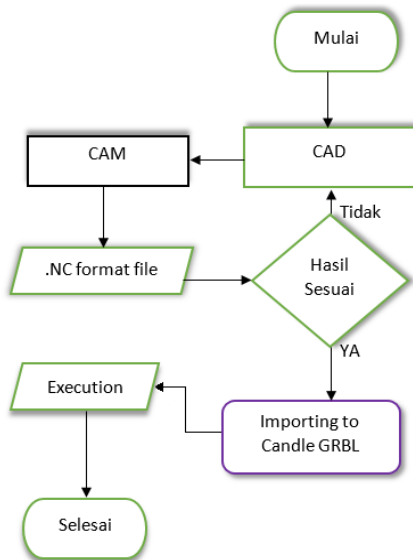 Mulai
CAD
CAM
.NC format file
Hasil
Sesuai
Tidak
YA
Importing to
Candle GRBL
Execution
Selesai